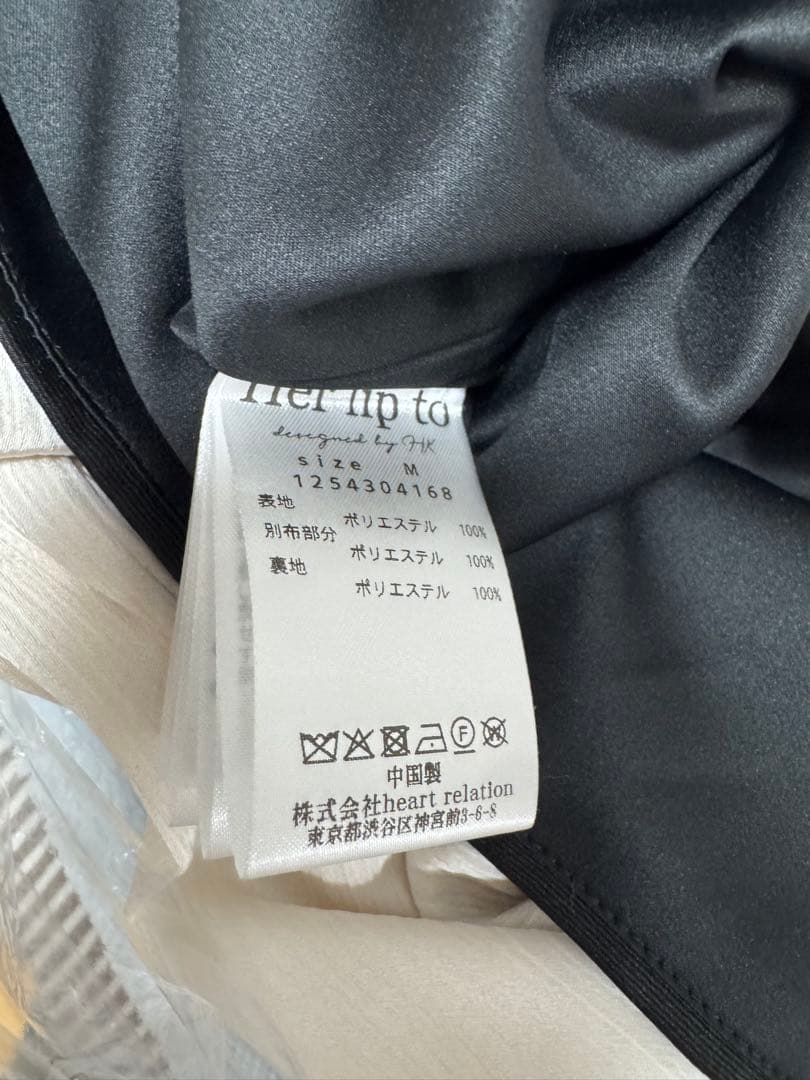 Her lip to
designed by HK
size M
1254304168
表地
ポリエステル 100%
別布部分
ポリエステル 100%
裏地
ポリエステル 100%
F W
中国製
株式会社heart relation
東京都渋谷区神宮前3-6-8